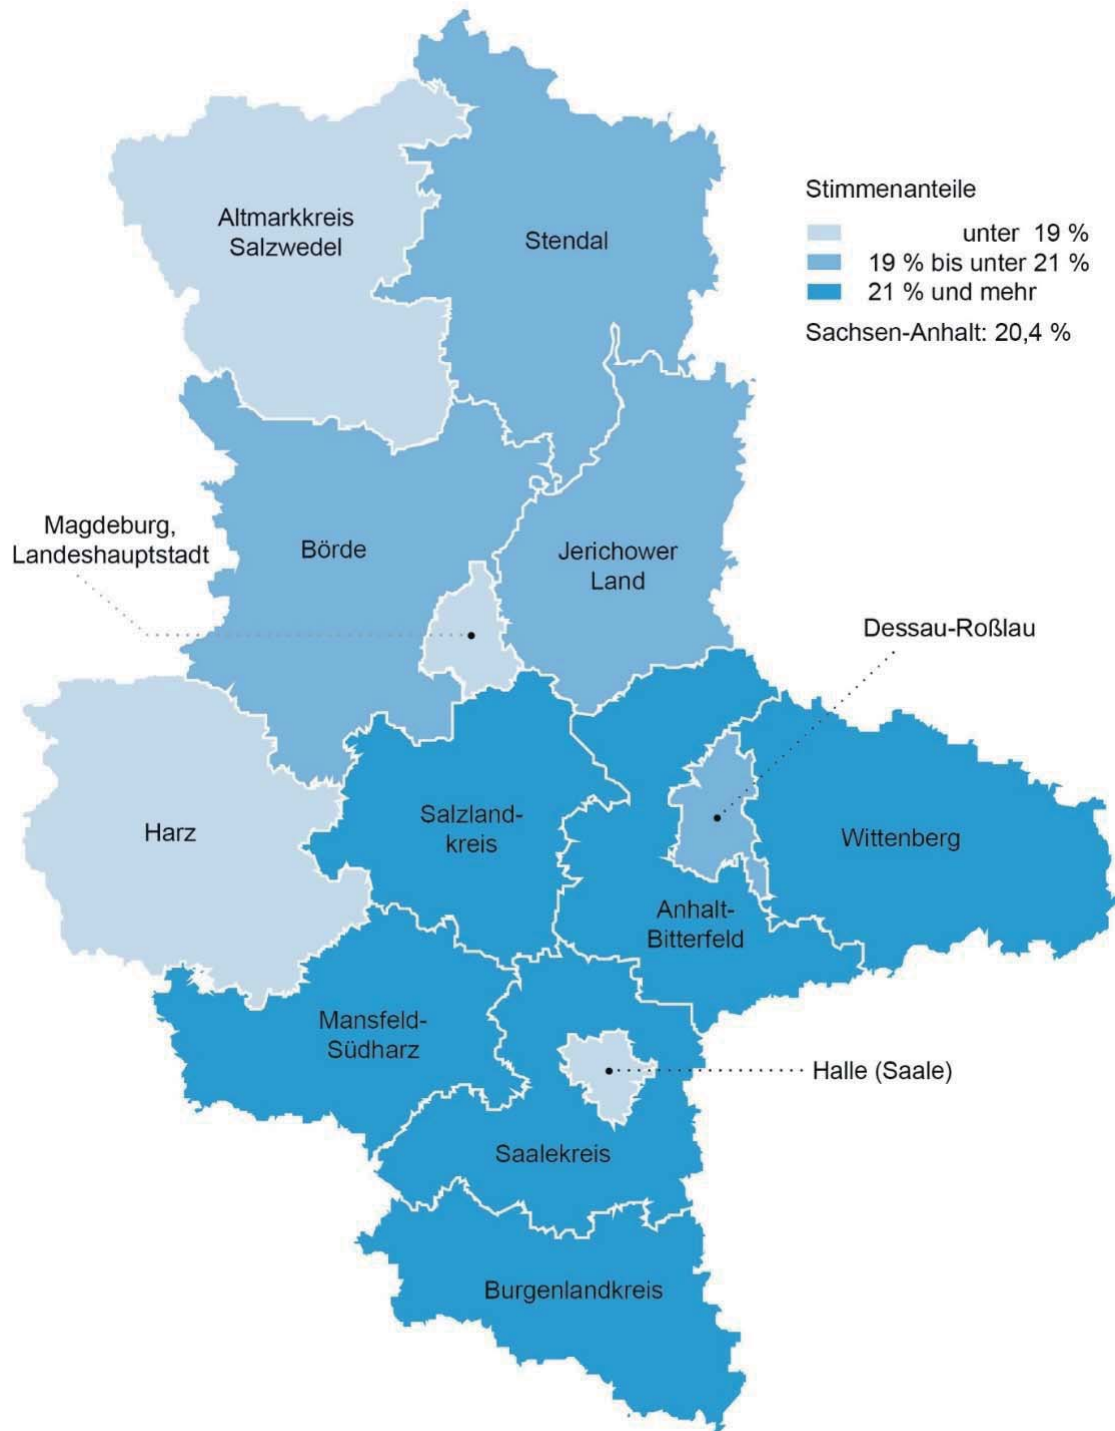 Altmarkkreis
Salzwedel
Stendal
Stimmenanteile
unter 19 %
19 % bis unter 21 %
21 % und mehr
Sachsen-Anhalt: 20,4 %
Magdeburg,
Landeshauptstadt
Börde
Jerichower
Land
Dessau-Roßlau
Harz
Salzland-
kreis
Wittenberg
Anhalt-
Bitterfeld
Mansfeld-
Südharz
Halle (Saale)
Saalekreis
Burgenlandkreis